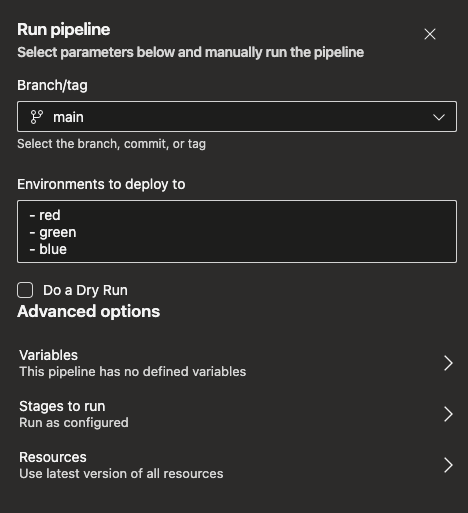 Run pipeline
Select parameters below and manually run the pipeline
Branch/tag
main
Select the branch, commit, or tag
Environments to deploy to
- red
- green
- blue
Do a Dry Run
Advanced options
Variables
This pipeline has no defined variables
Stages to run
Run as configured
Resources
Use latest version of all resources